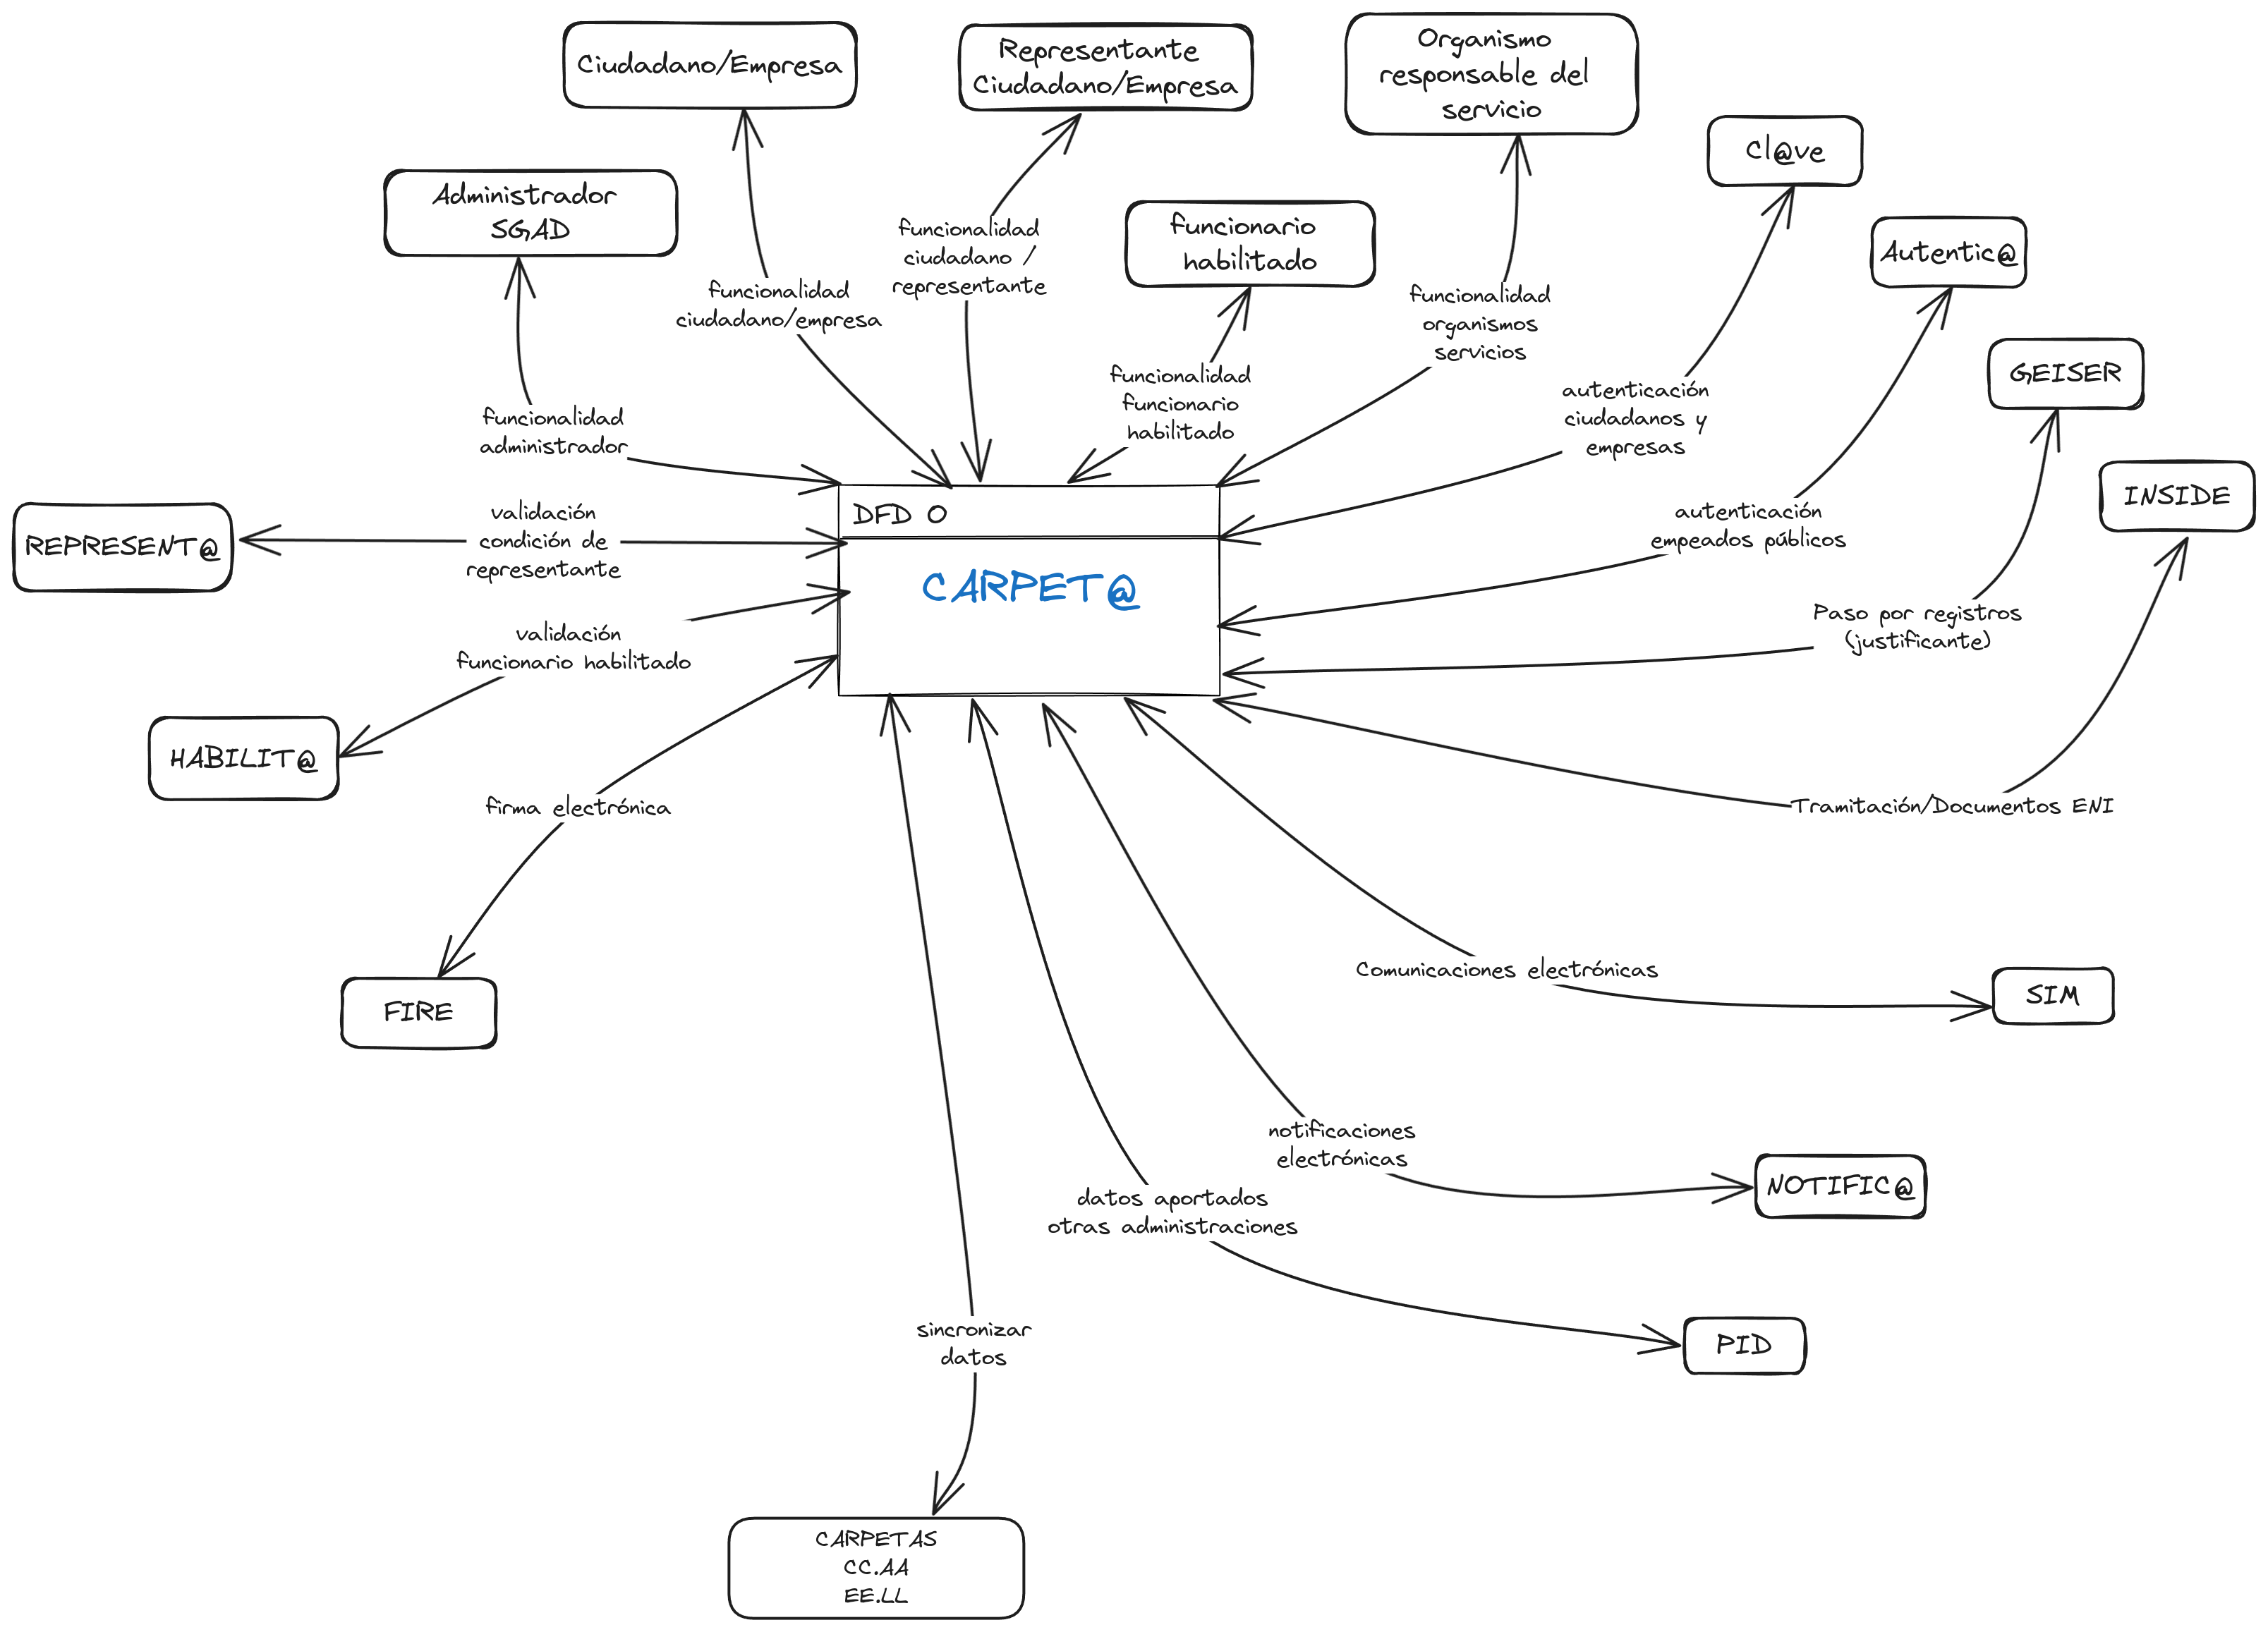 Ciudadano/Empresa
Representante
Ciudadano/Empresa
Organismo
responsable del
servicio
Cl@ve
Administrador
SGAD
funcionario
habilitado
Autentic@
funcionalidad
ciudadano /
representante
funcionalidad
ciudadano/empresa
funcionalidad
organismos
servicios
GEISER
funcionalidad
funcionario
habilitado
autenticación
ciudadanos y
empresas
funcionalidad
administrador
INSIDE
DFD 0
CARPET@
REPRESENT@
validación
condición de
representante
autenticación
empeados públicos
Paso por registros
(justificante)
validación
funcionario habilitado
HABILIT@
firma electrónica
Tramitación/Documentos ENI
FIRE
Comunicaciones electrónicas
SIM
notificaciones
electrónicas
NOTIFIC@
datos aportados
otras administraciones
PID
sincronizar
datos
CARPETAS
CC.AA
EE.LL